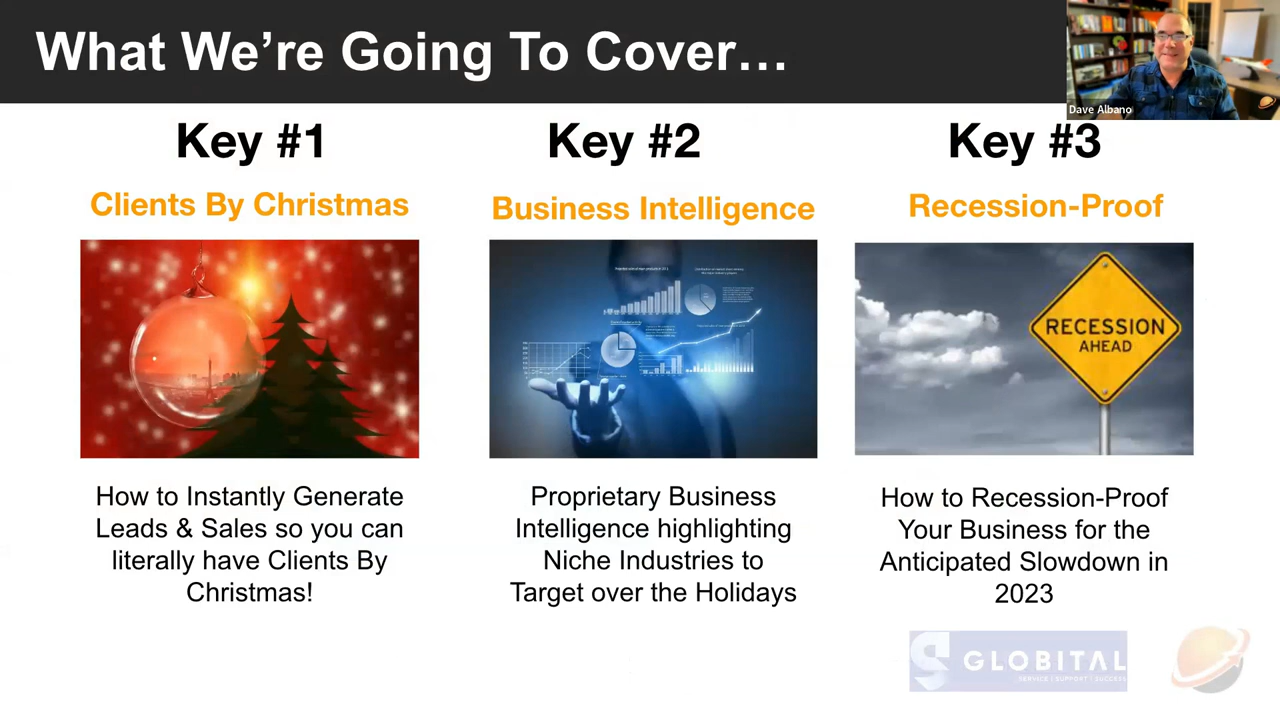 What We're Going To Cover…
Dave Albano
Key #1
Clients By Christmas
How to Instantly Generate
Leads & Sales so you can
literally have Clients By
Christmas!
Key #2
Business Intelligence
Proprietary Business
Intelligence highlighting
Niche Industries to
Target over the Holidays
Key #3
Recession-Proof
RECESSION
AHEAD
How to Recession-Proof
Your Business for the
Anticipated Slowdown in
2023
GLOBITAL
SERVICE | SUPPORT | SUCCESS